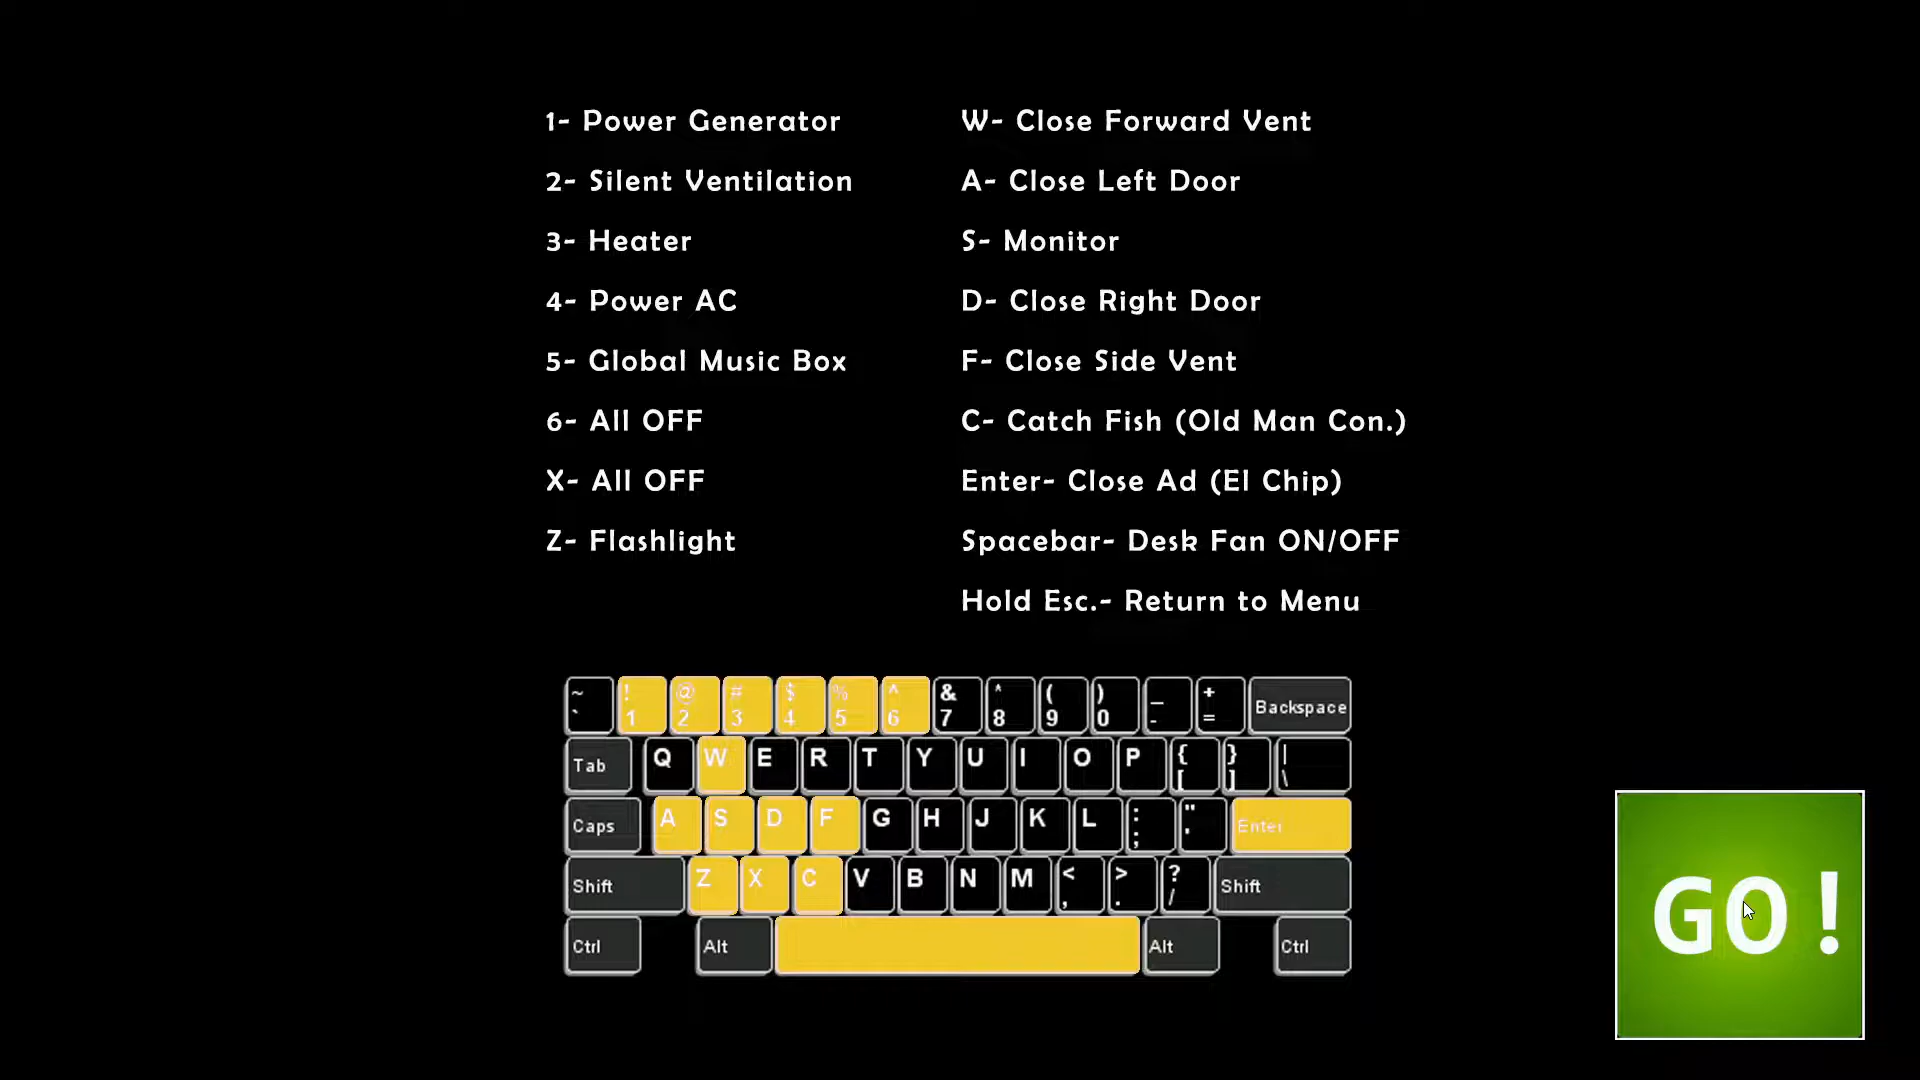 1- Power Generator
2- Silent Ventilation
3- Heater
4- Power AC
5- Global Music Box
6- All OFF
X- All OFF
Z- Flashlight
W- Close Forward Vent
A- Close Left Door
S- Monitor
D- Close Right Door
F- Close Side Vent
C- Catch Fish (Old Man Con.)
Enter- Close Ad (El Chip)
Spacebar- Desk Fan ON/OFF
Hold Esc.- Return to Menu
~ ! @ # $ % ^ & * ( ) _ +
` 1 2 3 4 5 6 7 8 9 0 - = Backspace
Tab Q W E R T Y U I O P { [ } ] | \
Caps A S D F G H J K L : ; " ' Enter
Shift Z X C V B N M < , > . ? / Shift
Ctrl Alt Alt Ctrl
GO!